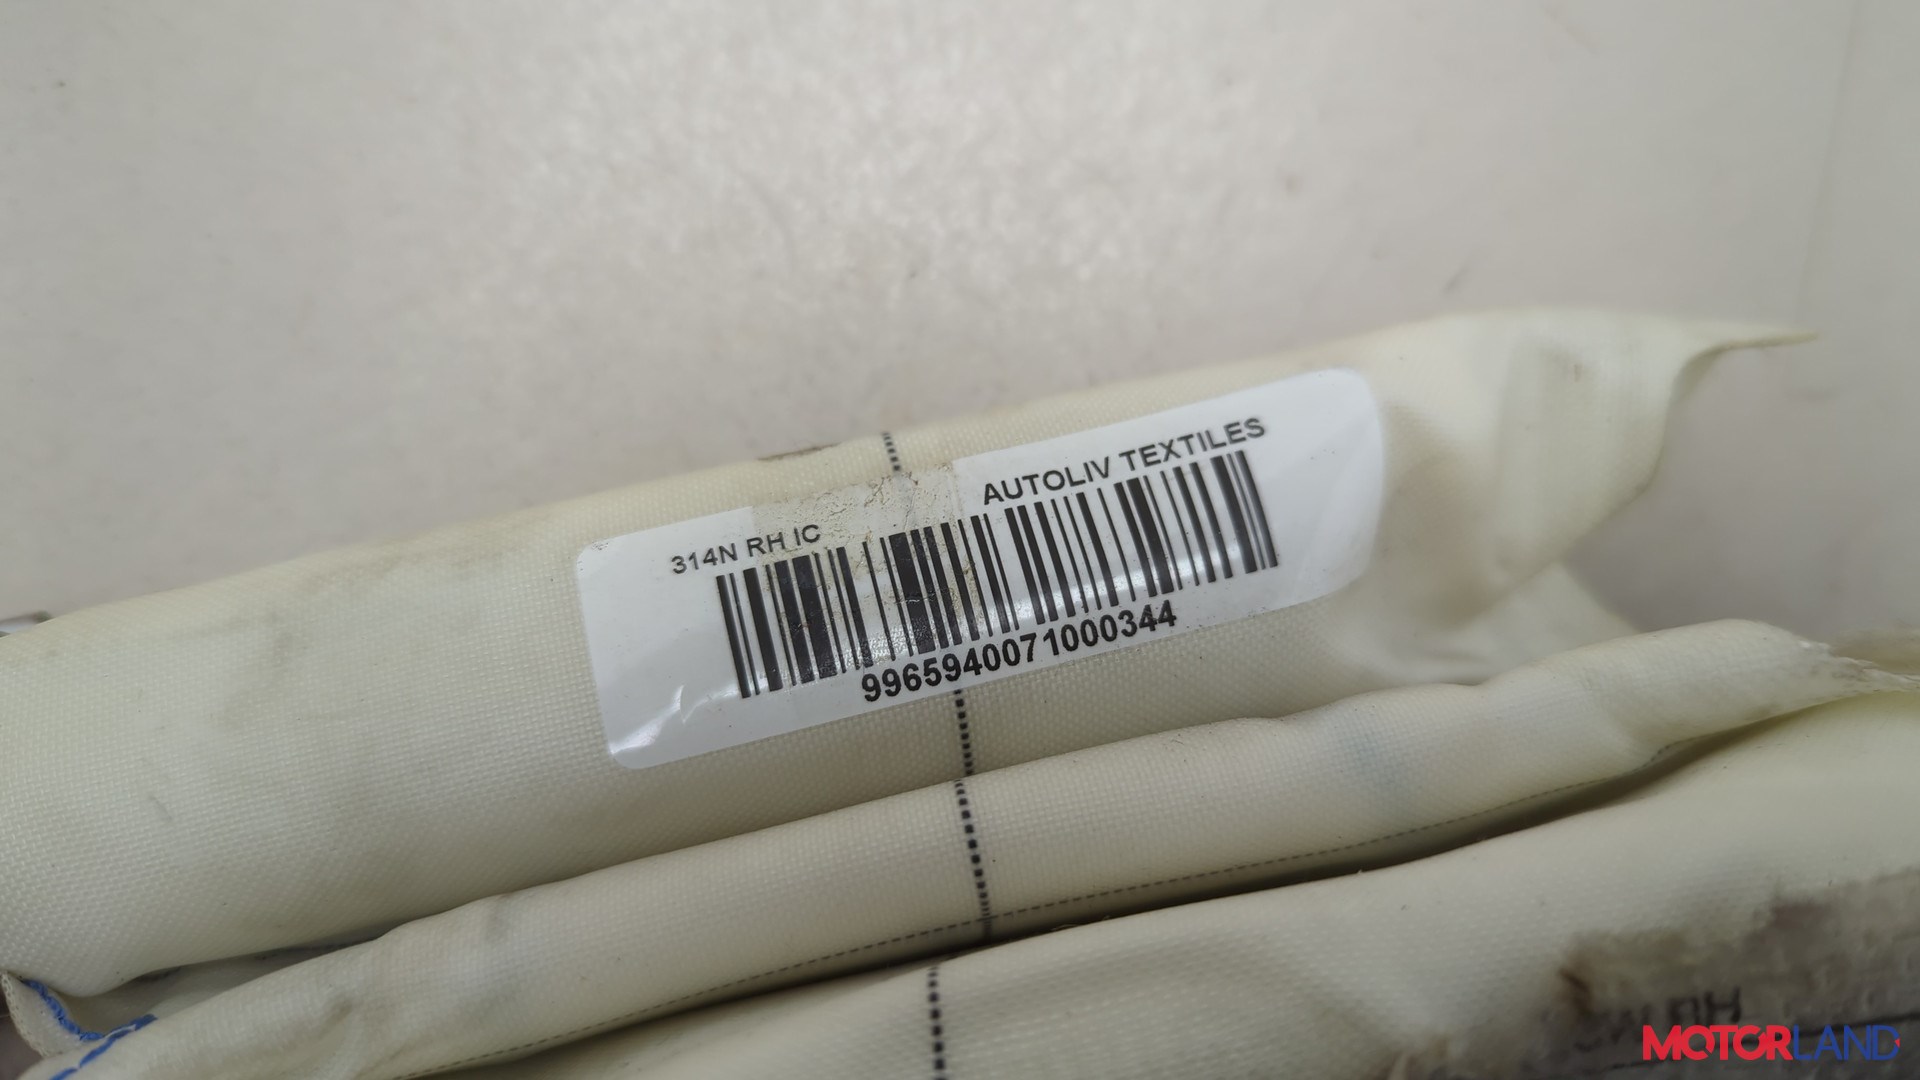 314N RH IC
AUTOLIV TEXTILES
9965940071000344
MOTORLAND